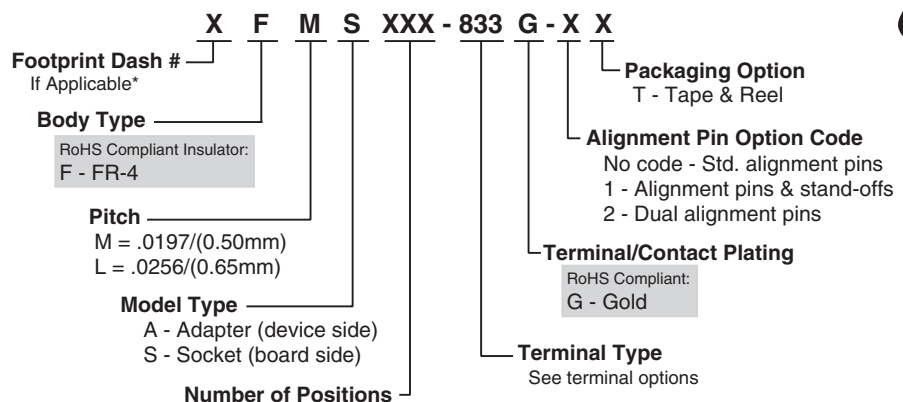 X F M S XXX - 833 G - X X
Footprint Dash #
If Applicable*
Body Type
RoHS Compliant Insulator:
F - FR-4
Pitch
M = .0197/(0.50mm)
L = .0256/(0.65mm)
Model Type
A - Adapter (device side)
S - Socket (board side)
Number of Positions
Packaging Option
T - Tape & Reel
Alignment Pin Option Code
No code - Std. alignment pins
1 - Alignment pins & stand-offs
2 - Dual alignment pins
Terminal/Contact Plating
RoHS Compliant:
G - Gold
Terminal Type
See terminal options